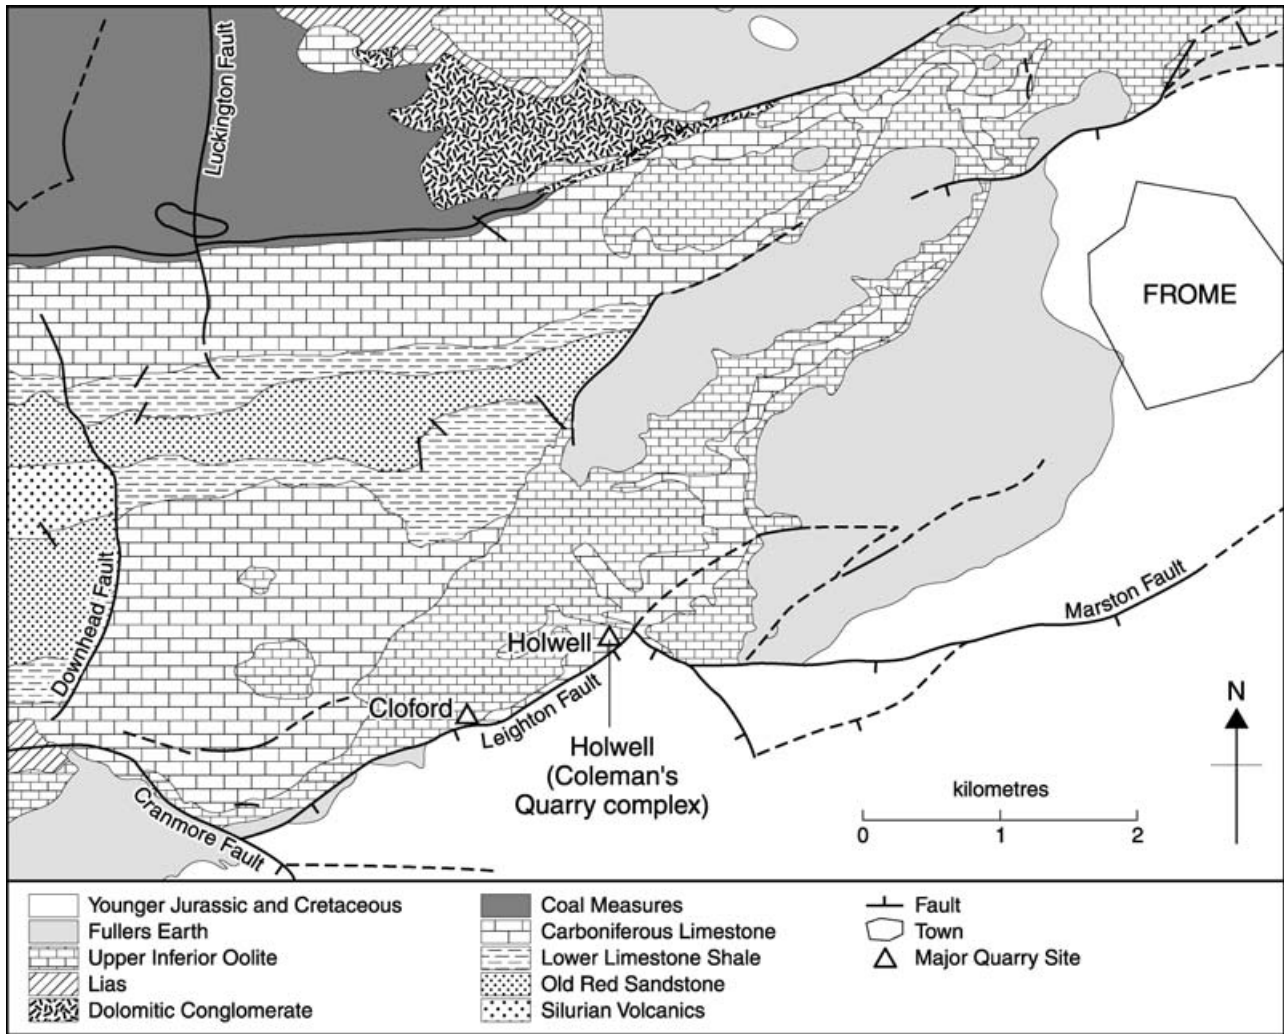 Luckington Fault
FROME
Downhead Fault
Marston Fault
Holwell
Cloford
Leighton Fault
Holwell
(Coleman's
Quarry complex)
Cranmore Fault
N
kilometres
0 1 2
Younger Jurassic and Cretaceous
Fullers Earth
Upper Inferior Oolite
Lias
Dolomitic Conglomerate
Coal Measures
Carboniferous Limestone
Lower Limestone Shale
Old Red Sandstone
Silurian Volcanics
Fault
Town
Major Quarry Site